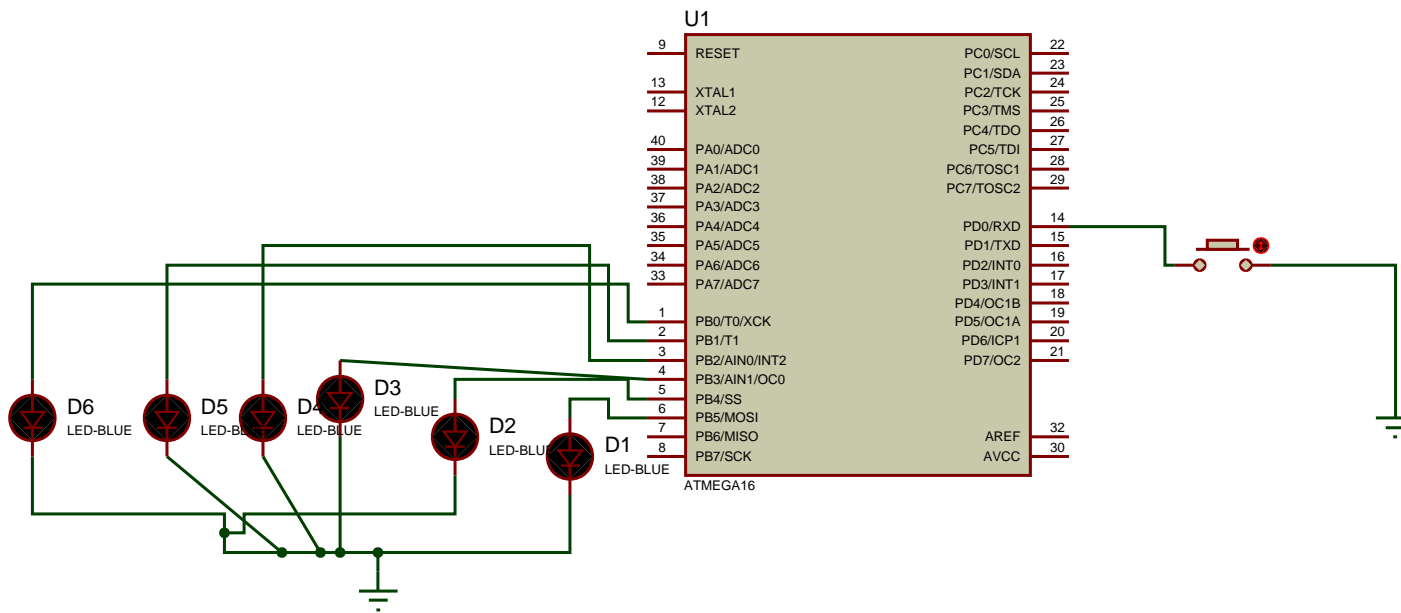 U1
9 RESET
13 XTAL1
12 XTAL2
40 PA0/ADC0
39 PA1/ADC1
38 PA2/ADC2
37 PA3/ADC3
36 PA4/ADC4
35 PA5/ADC5
34 PA6/ADC6
33 PA7/ADC7
1 PB0/T0/XCK
2 PB1/T1
3 PB2/AIN0/INT2
4 PB3/AIN1/OC0
5 PB4/SS
6 PB5/MOSI
7 PB6/MISO
8 PB7/SCK
PC0/SCL 22
PC1/SDA 23
PC2/TCK 24
PC3/TMS 25
PC4/TDO 26
PC5/TDI 27
PC6/TOSC1 28
PC7/TOSC2 29
PD0/RXD 14
PD1/TXD 15
PD2/INT0 16
PD3/INT1 17
PD4/OC1B 18
PD5/OC1A 19
PD6/ICP1 20
PD7/OC2 21
AREF 32
AVCC 30
ATMEGA16
D6
LED-BLUE
D5
LED-BLUE
D4
LED-BLUE
D3
LED-BLUE
D2
LED-BLUE
D1
LED-BLUE